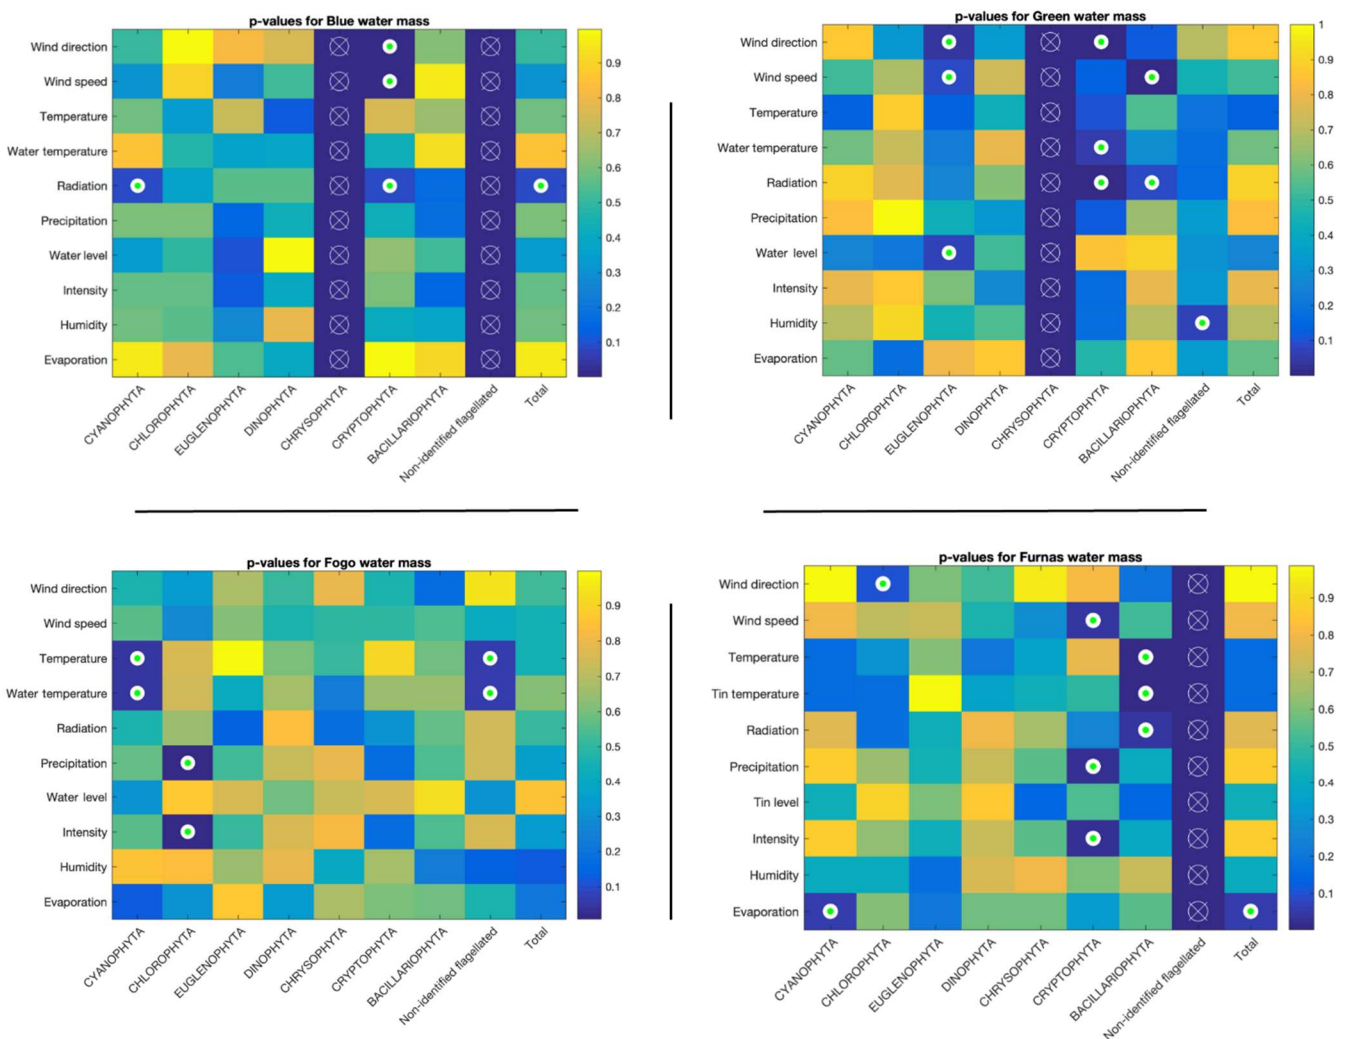 p-values for Blue water mass
Wind direction
Wind speed
Temperature
Water temperature
Radiation
Precipitation
Water level
Intensity
Humidity
Evaporation
CYANOPHYTA
CHLOROPHYTA
EUGLENOPHYTA
DINOPHYTA
CHRYSOPHYTA
CRYPTOPHYTA
BACILLARIOPHYTA
Non-identified flagellated
Total
0.9
0.8
0.7
0.6
0.5
0.4
0.3
0.2
0.1
p-values for Green water mass
Wind direction
Wind speed
Temperature
Water temperature
Radiation
Precipitation
Water level
Intensity
Humidity
Evaporation
CYANOPHYTA
CHLOROPHYTA
EUGLENOPHYTA
DINOPHYTA
CHRYSOPHYTA
CRYPTOPHYTA
BACILLARIOPHYTA
Non-identified flagellated
Total
1
0.9
0.8
0.7
0.6
0.5
0.4
0.3
0.2
0.1
p-values for Fogo water mass
Wind direction
Wind speed
Temperature
Water temperature
Radiation
Precipitation
Water level
Intensity
Humidity
Evaporation
CYANOPHYTA
CHLOROPHYTA
EUGLENOPHYTA
DINOPHYTA
CHRYSOPHYTA
CRYPTOPHYTA
BACILLARIOPHYTA
Non-identified flagellated
Total
0.9
0.8
0.7
0.6
0.5
0.4
0.3
0.2
0.1
p-values for Furnas water mass
Wind direction
Wind speed
Temperature
Tin temperature
Radiation
Precipitation
Tin level
Intensity
Humidity
Evaporation
CYANOPHYTA
CHLOROPHYTA
EUGLENOPHYTA
DINOPHYTA
CHRYSOPHYTA
CRYPTOPHYTA
BACILLARIOPHYTA
Non-identified flagellated
Total
0.9
0.8
0.7
0.6
0.5
0.4
0.3
0.2
0.1